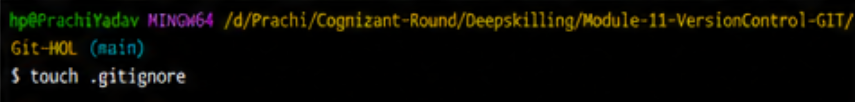 hp@PrachiYadav MINGW64 /d/Prachi/Cognizant-Round/Deepskilling/Module-11-VersionControl-GIT/
Git-HOL (main)
$ touch .gitignore